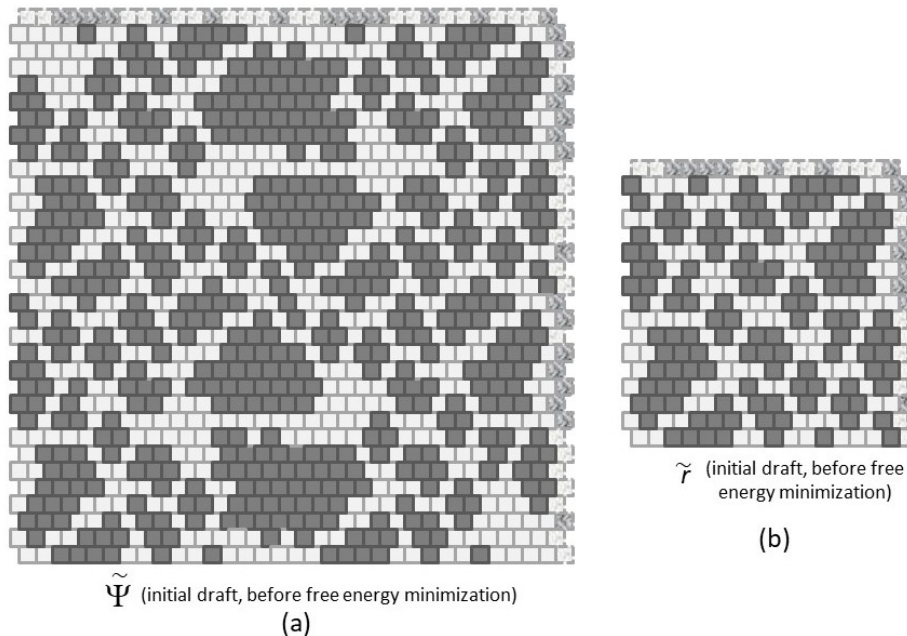 Ψ̃ (initial draft, before free energy minimization)
(a)
r̃ (initial draft, before free
energy minimization)
(b)